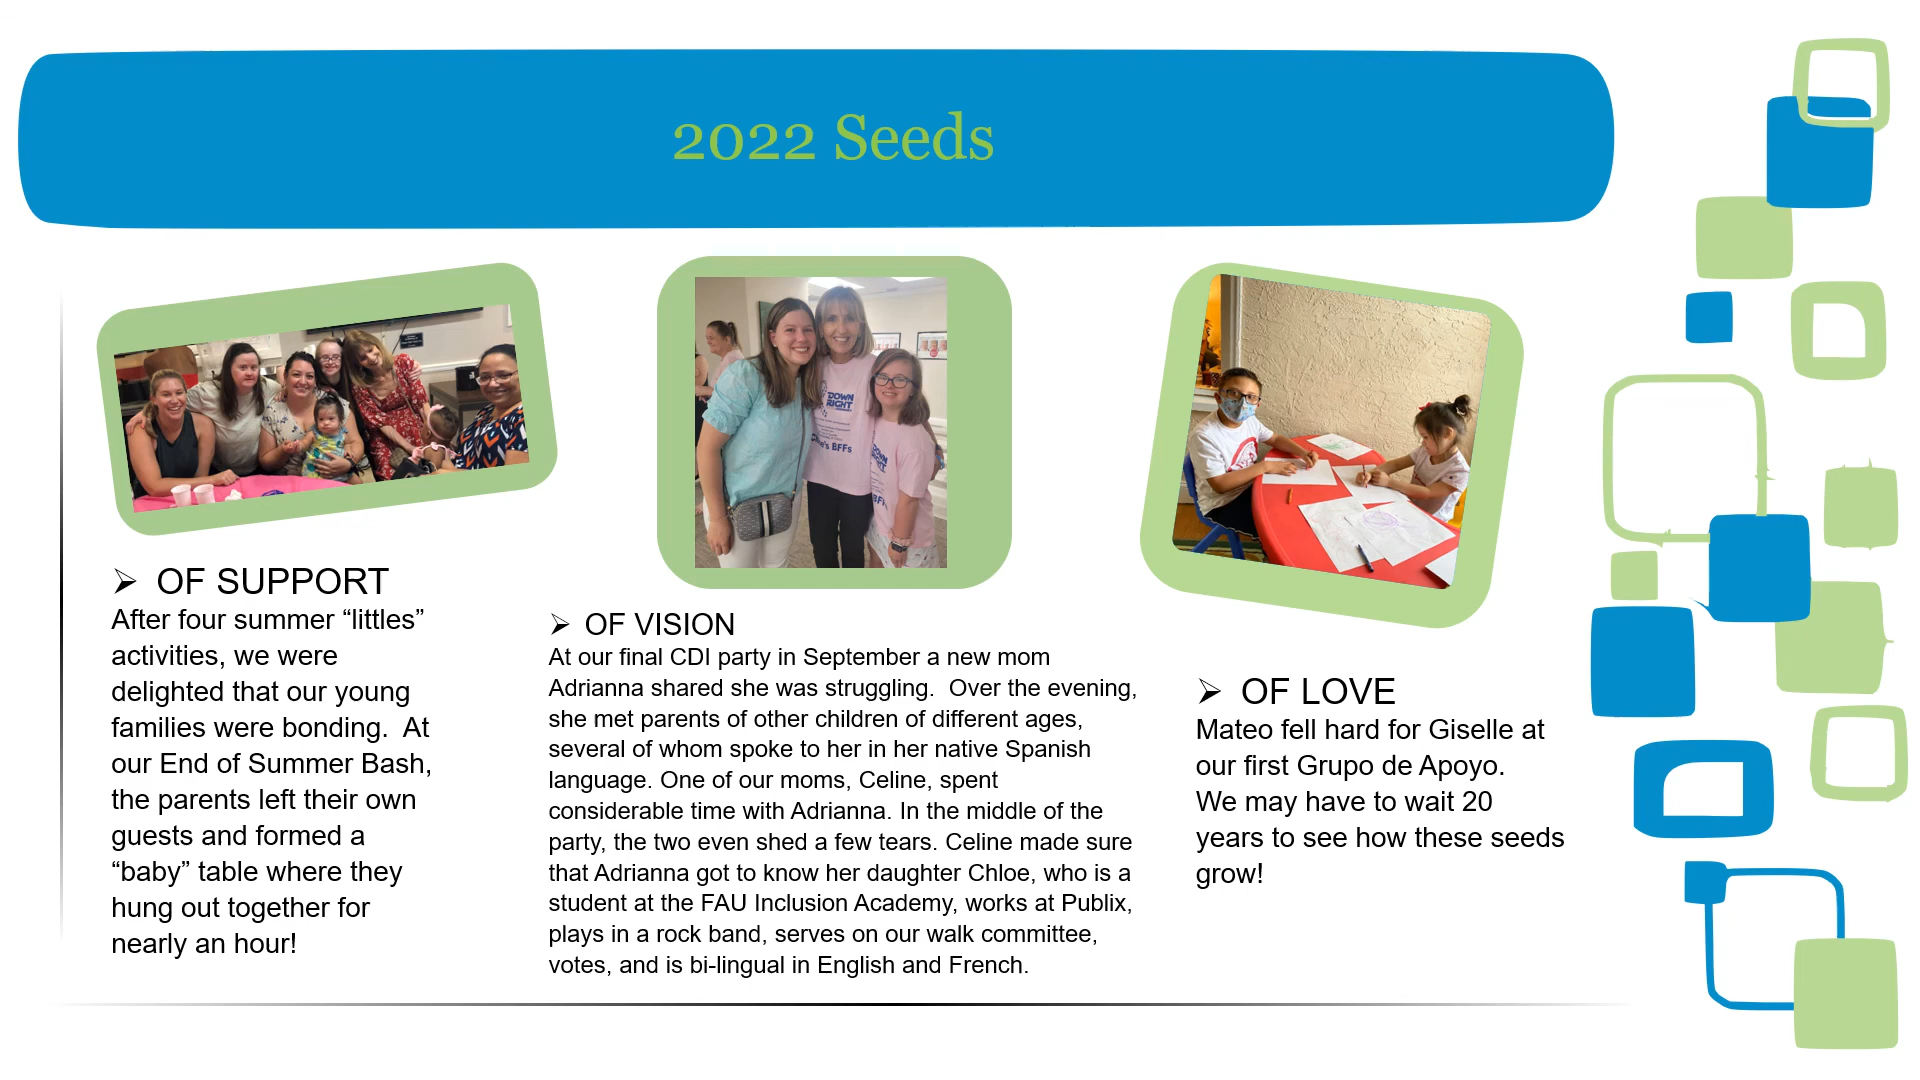 2022 Seeds
DOWN
RIGHT
BFFs
➢ OF SUPPORT
After four summer “littles”
activities, we were
delighted that our young
families were bonding.  At
our End of Summer Bash,
the parents left their own
guests and formed a
“baby” table where they
hung out together for
nearly an hour!
➢ OF VISION
At our final CDI party in September a new mom
Adrianna shared she was struggling.  Over the evening,
she met parents of other children of different ages,
several of whom spoke to her in her native Spanish
language. One of our moms, Celine, spent
considerable time with Adrianna. In the middle of the
party, the two even shed a few tears. Celine made sure
that Adrianna got to know her daughter Chloe, who is a
student at the FAU Inclusion Academy, works at Publix,
plays in a rock band, serves on our walk committee,
votes, and is bi-lingual in English and French.
➢ OF LOVE
Mateo fell hard for Giselle at
our first Grupo de Apoyo.
We may have to wait 20
years to see how these seeds
grow!